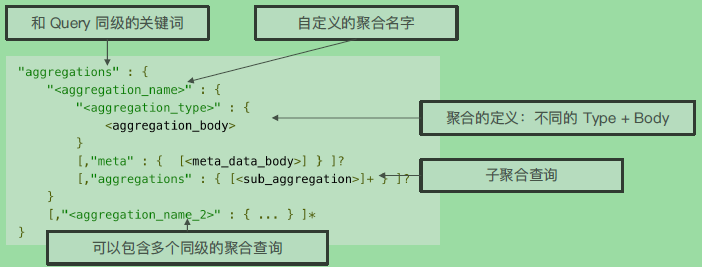 和 Query 同级的关键词
自定义的聚合名字
"aggregations" : {
"<aggregation_name>" : {
"<aggregation_type>" : {
<aggregation_body>
}
聚合的定义：不同的 Type + Body
[,"meta" : {  [<meta_data_body>] } ]?
[,"aggregations" : { [<sub_aggregation>]+ } ]?
子聚合查询
}
[,"<aggregation_name_2>" : { ... } ]*
}
可以包含多个同级的聚合查询